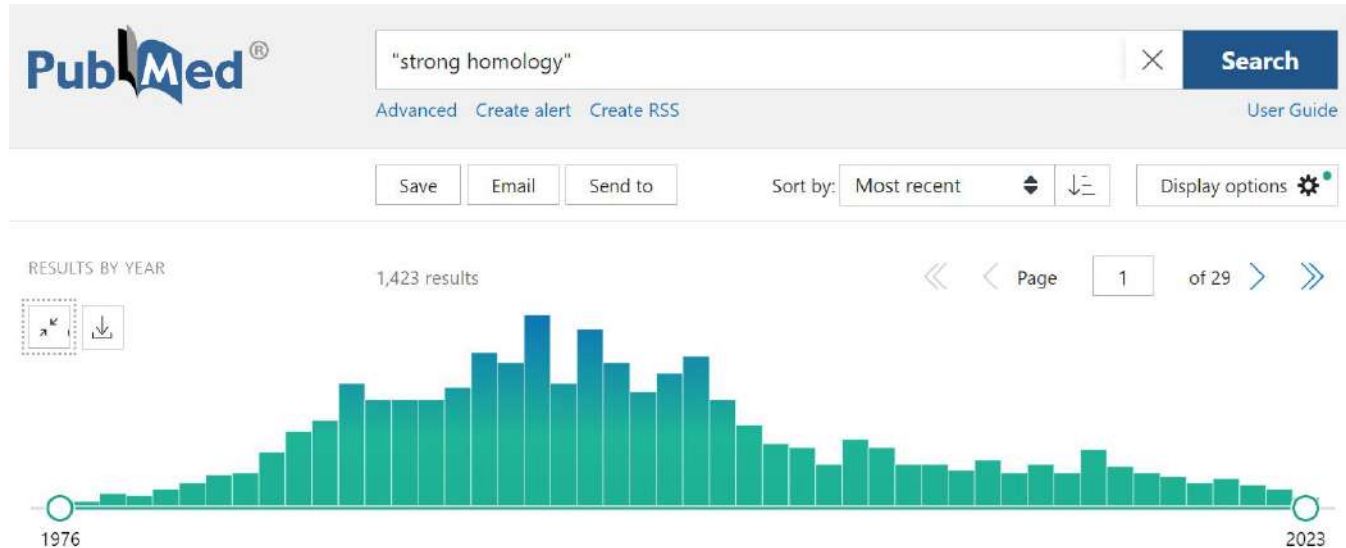 PubMed®
"strong homology"
Search
Advanced Create alert Create RSS
User Guide
Save Email Send to Sort by: Most recent Display options
RESULTS BY YEAR
1,423 results
Page 1 of 29
1976
2023